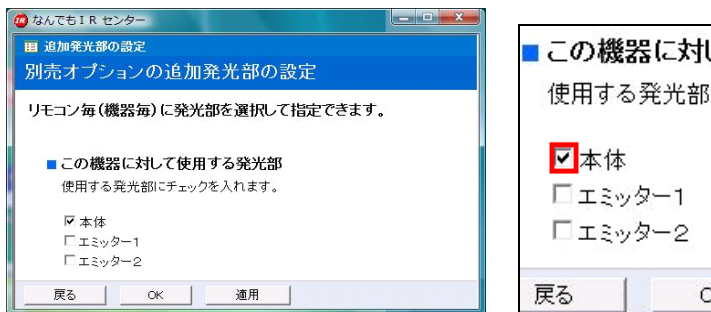 なんでもIR センター
追加発光部の設定
別売オプションの追加発光部の設定
リモコン毎(機器毎)に発光部を選択して指定できます。
■この機器に対して使用する発光部
使用する発光部にチェックを入れます。
本体
エミッター1
エミッター2
戻る OK 適用
■この機器に対し
使用する発光部
本体
エミッター1
エミッター2
戻る